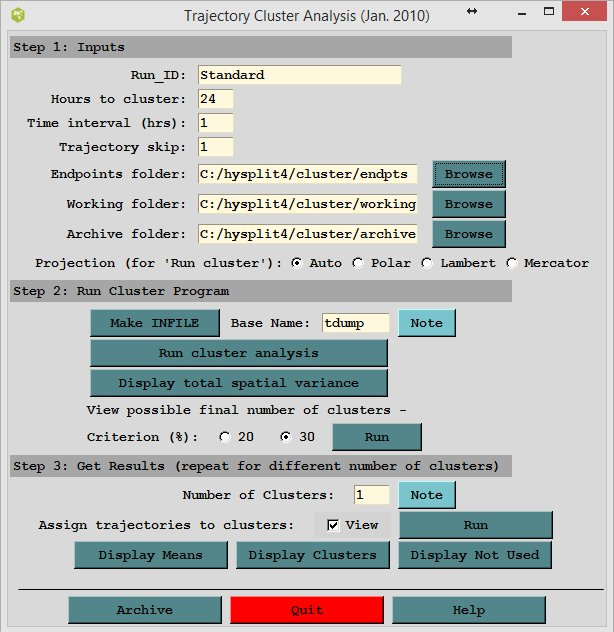 Trajectory Cluster Analysis (Jan. 2010)
Step 1: Inputs
Run_ID: Standard
Hours to cluster: 24
Time interval (hrs): 1
Trajectory skip: 1
Endpoints folder: C:/hysplit4/cluster/endpts Browse
Working folder: C:/hysplit4/cluster/working Browse
Archive folder: C:/hysplit4/cluster/archive Browse
Projection (for 'Run cluster'): Auto Polar Lambert Mercator
Step 2: Run Cluster Program
Make INFILE Base Name: tdump Note
Run cluster analysis
Display total spatial variance
View possible final number of clusters -
Criterion (%): 20 30 Run
Step 3: Get Results (repeat for different number of clusters)
Number of Clusters: 1 Note
Assign trajectories to clusters: View Run
Display Means Display Clusters Display Not Used
Archive Quit Help